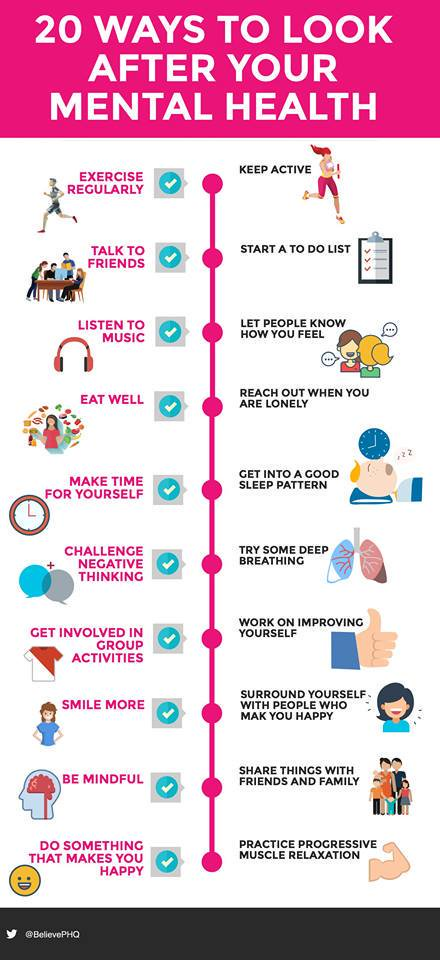 20 WAYS TO LOOK
AFTER YOUR
MENTAL HEALTH
EXERCISE
REGULARLY
KEEP ACTIVE
TALK TO
FRIENDS
START A TO DO LIST
LISTEN TO
MUSIC
LET PEOPLE KNOW
HOW YOU FEEL
EAT WELL
REACH OUT WHEN YOU
ARE LONELY
MAKE TIME
FOR YOURSELF
GET INTO A GOOD
SLEEP PATTERN
z z z
CHALLENGE
NEGATIVE
THINKING
+
TRY SOME DEEP
BREATHING
GET INVOLVED IN
GROUP
ACTIVITIES
WORK ON IMPROVING
YOURSELF
SMILE MORE
SURROUND YOURSELF
WITH PEOPLE WHO
MAK YOU HAPPY
BE MINDFUL
SHARE THINGS WITH
FRIENDS AND FAMILY
DO SOMETHING
THAT MAKES YOU
HAPPY
PRACTICE PROGRESSIVE
MUSCLE RELAXATION
@BelievePHQ